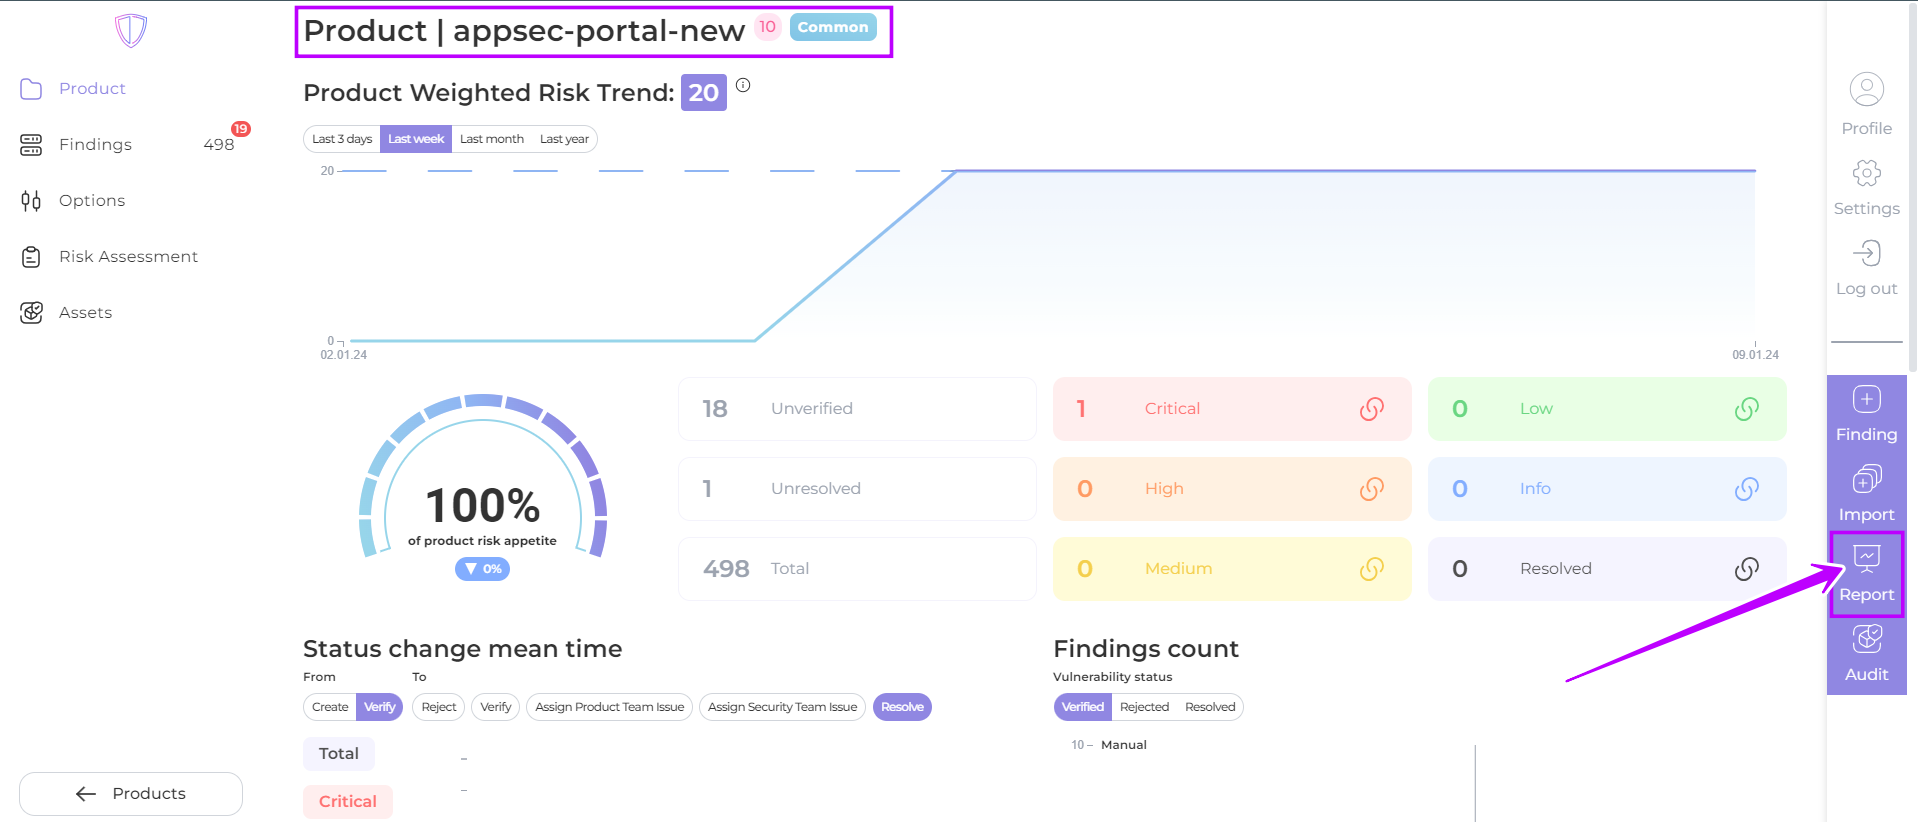 Product | appsec-portal-new 10 Common
Product
Findings 498 19
Options
Risk Assessment
Assets
Products
Product Weighted Risk Trend: 20
Last 3 days Last week Last month Last year
20
0
02.01.24 09.01.24
100%
of product risk appetite
▼ 0%
18 Unverified
1 Unresolved
498 Total
1 Critical
0 High
0 Medium
0 Low
0 Info
0 Resolved
Status change mean time
From To
Create Verify Reject Verify Assign Product Team Issue Assign Security Team Issue Resolve
Total –
Critical –
Findings count
Vulnerability status
Verified Rejected Resolved
10 – Manual
Profile
Settings
Log out
Finding
Import
Report
Audit